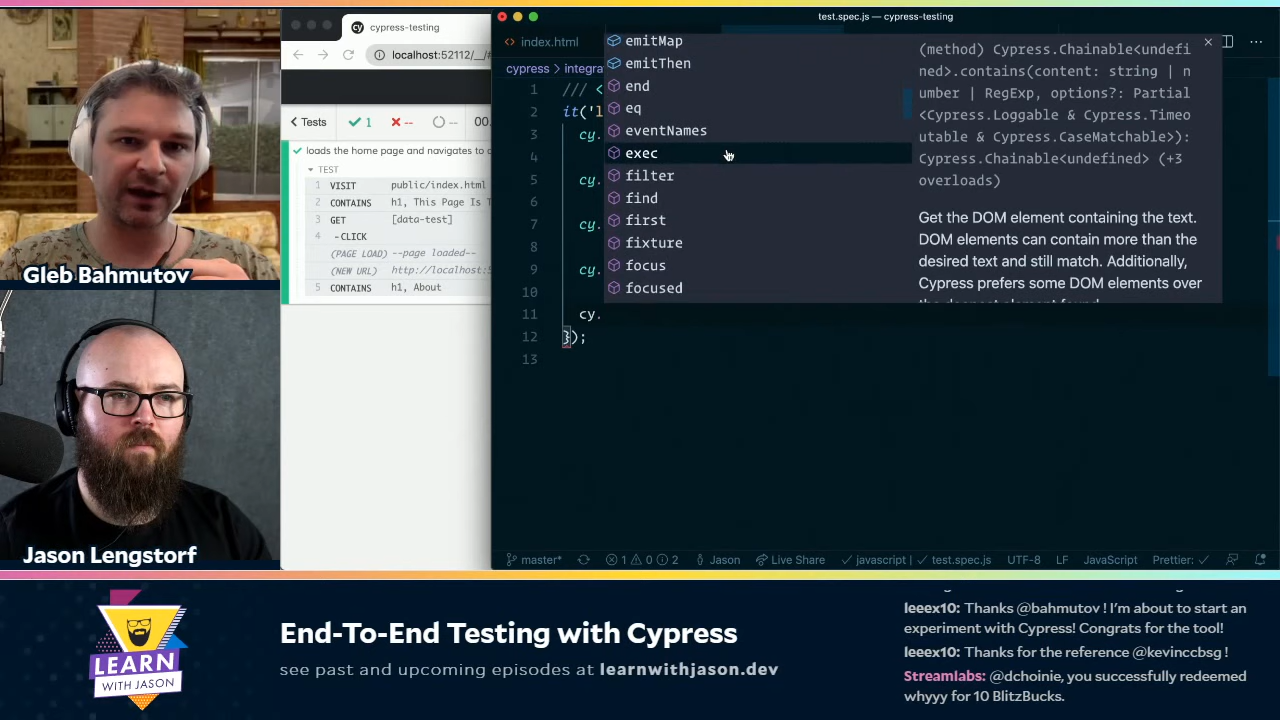 Gleb Bahmutov
Jason Lengstorf
cy
cypress-testing
localhost:52112/__/#
Tests
1
--
--
00.
loads the home page and navigates to a
TEST
1 VISIT public/index.html
2 CONTAINS h1, This Page Is T
3 GET [data-test]
4 -CLICK
(PAGE LOAD) --page loaded--
(NEW URL) http://localhost:5
5 CONTAINS h1, About
test.spec.js — cypress-testing
<> index.html
cypress > integra
1 /// <
2 it('l
3 cy.
4
5 cy.
6
7 cy.
8
9 cy.
10
11 cy.
12 });
13
emitMap
emitThen
end
eq
eventNames
exec
filter
find
first
fixture
focus
focused
(method) Cypress.Chainable<undefi
ned>.contains(content: string | n
umber | RegExp, options?: Partial
<Cypress.Loggable & Cypress.Timeo
utable & Cypress.CaseMatchable>):
Cypress.Chainable<undefined> (+3
overloads)
Get the DOM element containing the text.
DOM elements can contain more than the
desired text and still match. Additionally,
Cypress prefers some DOM elements over
the deepest element found.
master* 1 0 2 Jason Live Share javascript | test.spec.js UTF-8 LF JavaScript Prettier:
LEARN
WITH JASON
End-To-End Testing with Cypress
see past and upcoming episodes at learnwithjason.dev
leeex10: Thanks @bahmutov ! I'm about to start an
experiment with Cypress! Congrats for the tool!
leeex10: Thanks for the reference @kevinccbsg !
Streamlabs: @dchoinie, you successfully redeemed
whyyy for 10 BlitzBucks.